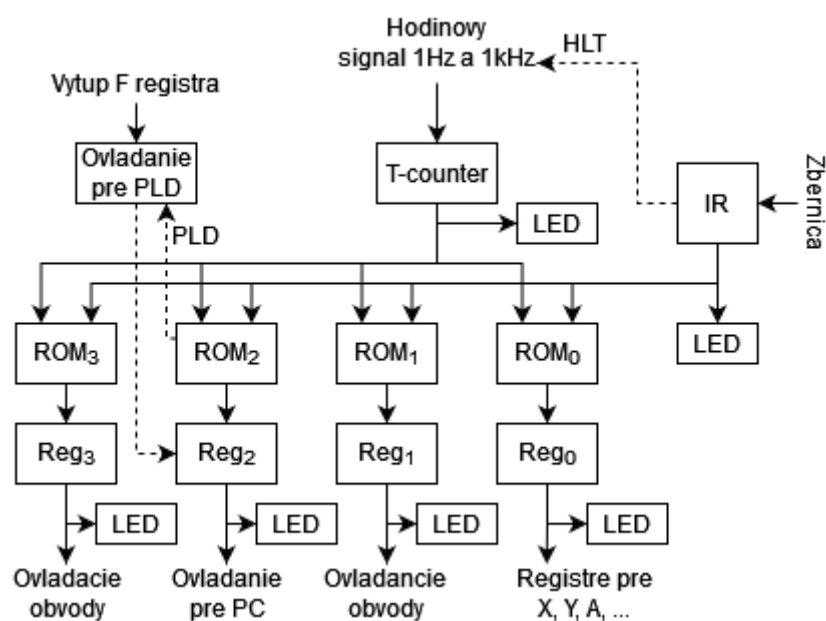 Hodinovy
signal 1Hz a 1kHz
HLT
Vytup F registra
Ovladanie
pre PLD
T-counter
IR
Zbernica
PLD
LED
ROM3
ROM2
ROM1
ROM0
LED
Reg3
Reg2
Reg1
Reg0
LED
LED
LED
LED
Ovladacie
obvody
Ovladanie
pre PC
Ovladancie
obvody
Registre pre
X, Y, A, ...